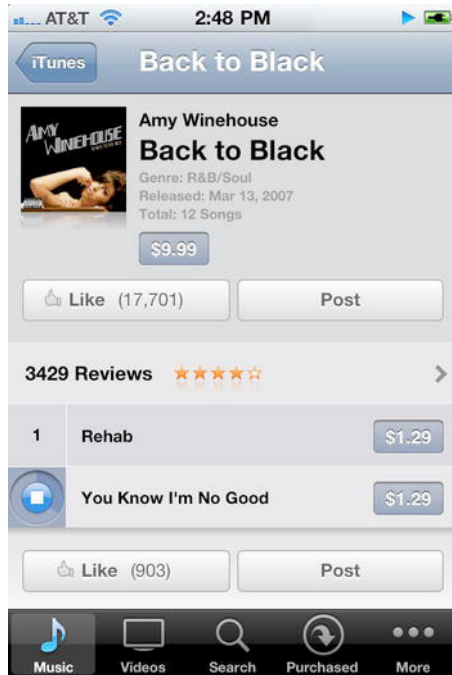 AT&T
2:48 PM
iTunes
Back to Black
AMY
WINEHOUSE
Amy Winehouse
Back to Black
Genre: R&B/Soul
Released: Mar 13, 2007
Total: 12 Songs
$9.99
Like (17,701)
Post
3429 Reviews
1
Rehab
$1.29
You Know I'm No Good
$1.29
Like (903)
Post
Music
Videos
Search
Purchased
More